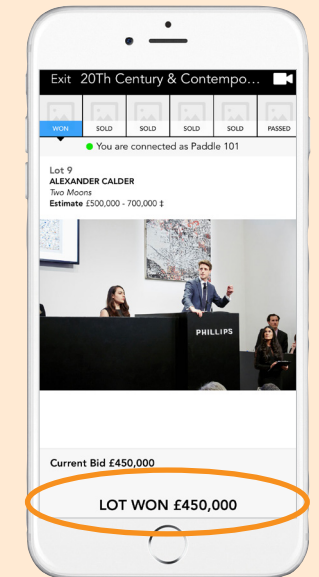 Exit 20Th Century & Contempo...
WON SOLD SOLD SOLD SOLD PASSED
You are connected as Paddle 101
Lot 9
ALEXANDER CALDER
Two Moons
Estimate £500,000 - 700,000 ‡
PHILLIPS
Current Bid £450,000
LOT WON £450,000